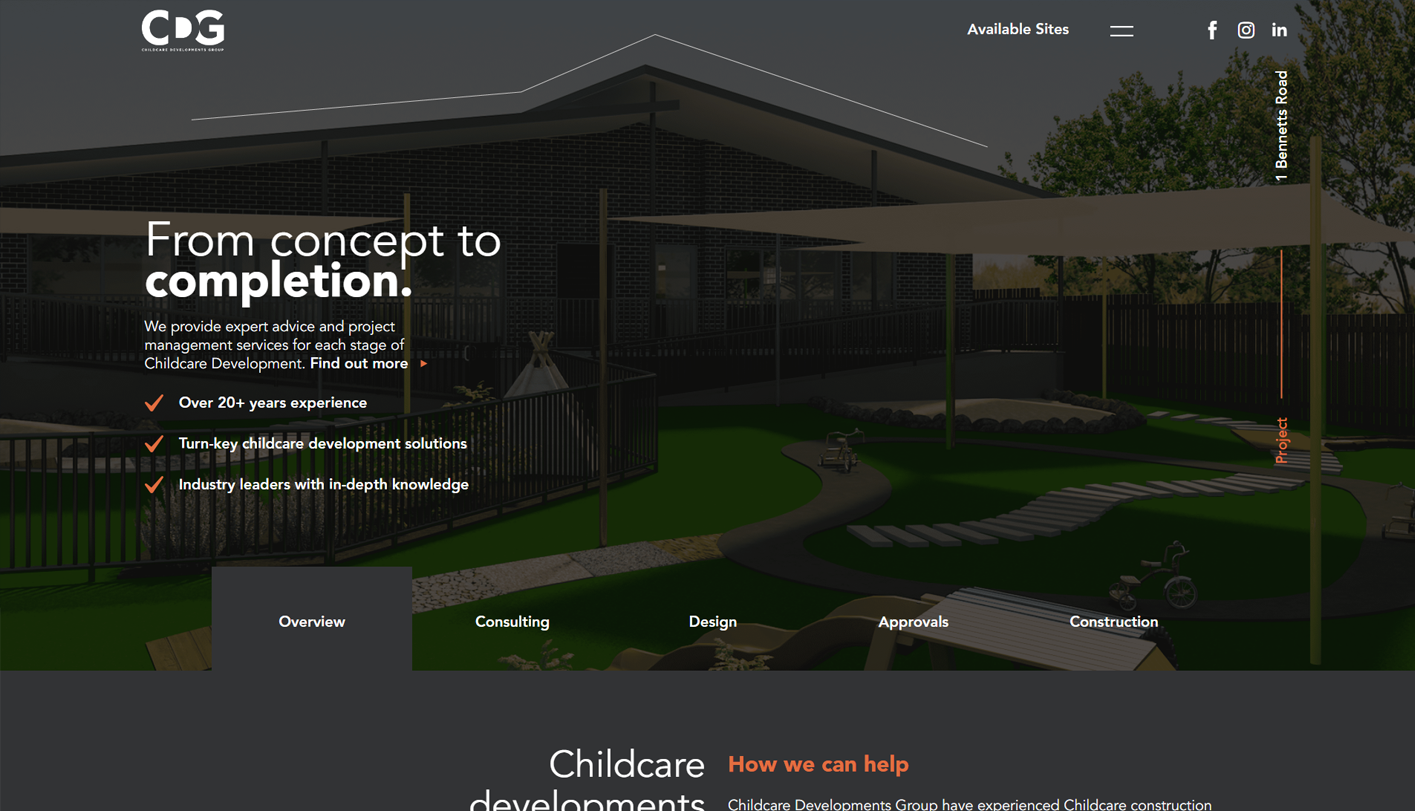 CDG
CHILDCARE DEVELOPMENTS GROUP
Available Sites
1 Bennetts Road
Project
From concept to
completion.
We provide expert advice and project
management services for each stage of
Childcare Development. Find out more
Over 20+ years experience
Turn-key childcare development solutions
Industry leaders with in-depth knowledge
Overview
Consulting
Design
Approvals
Construction
Childcare
developments
How we can help
Childcare Developments Group have experienced Childcare construction